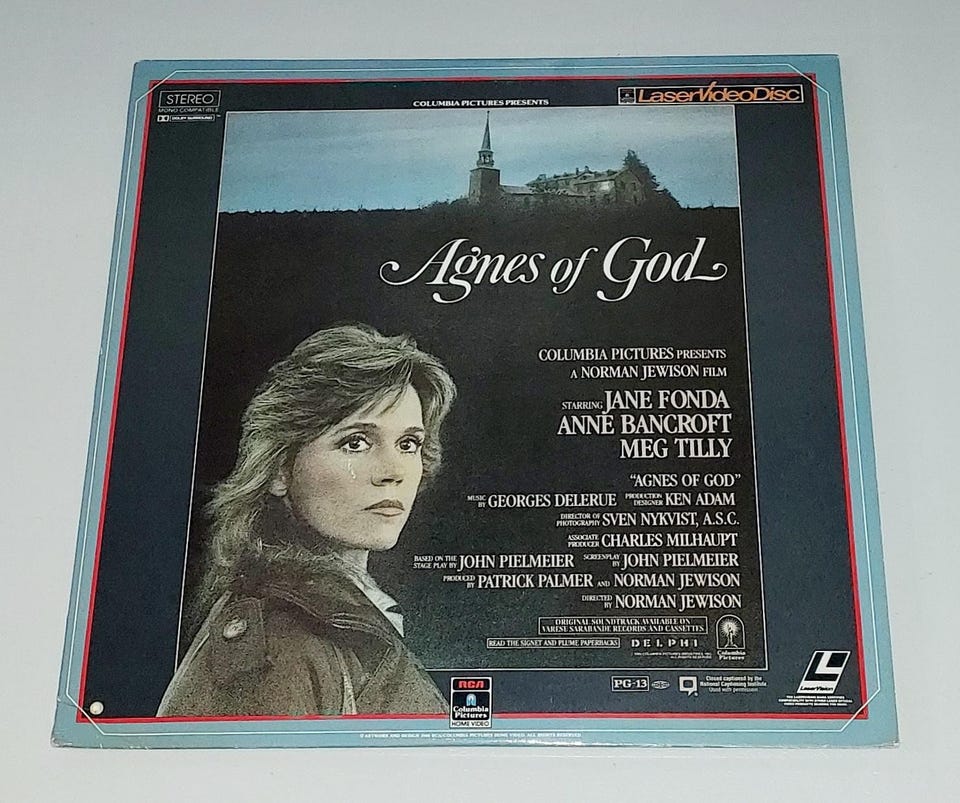 STEREO
MONO COMPATIBLE
DOLBY SURROUND
COLUMBIA PICTURES PRESENTS
LaserVideoDisc
Agnes of God
COLUMBIA PICTURES PRESENTS
A NORMAN JEWISON FILM
STARRING JANE FONDA
ANNE BANCROFT
MEG TILLY
"AGNES OF GOD"
MUSIC BY GEORGES DELERUE PRODUCTION DESIGNER KEN ADAM
DIRECTOR OF PHOTOGRAPHY SVEN NYKVIST, A.S.C.
ASSOCIATE PRODUCER CHARLES MILHAUPT
BASED ON THE STAGE PLAY BY JOHN PIELMEIER SCREENPLAY BY JOHN PIELMEIER
PRODUCED BY PATRICK PALMER AND NORMAN JEWISON
DIRECTED BY NORMAN JEWISON
ORIGINAL SOUNDTRACK AVAILABLE ON
VARESE SARABANDE RECORDS AND CASSETTES
READ THE SIGNET AND PLUME PAPERBACKS DELPHI
Columbia
Pictures
PG-13
Closed captioned by the
National Captioning Institute
Used with permission
LaserVision
RCA
Columbia
Pictures
HOME VIDEO